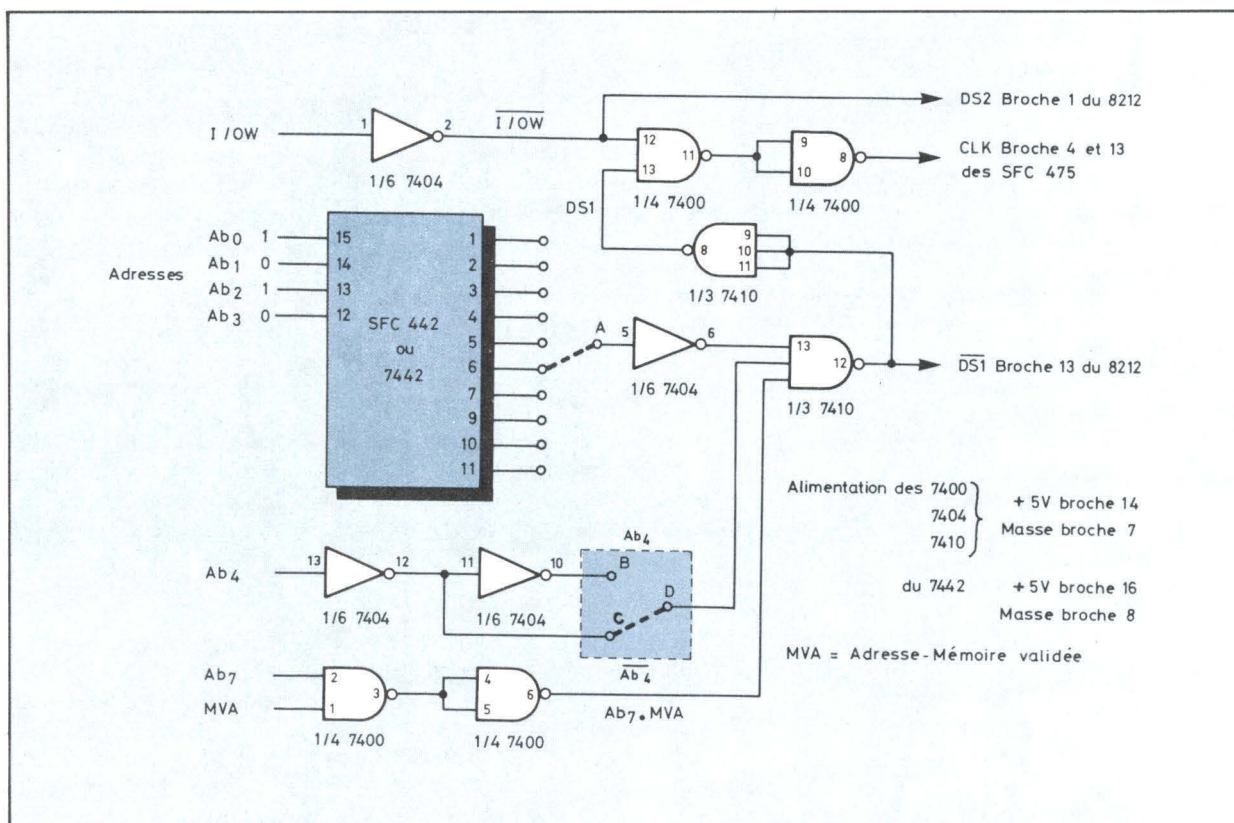 I/OW
1
2
I/OW
1/6 7404
12
13
11
1/4 7400
9
10
8
1/4 7400
DS2 Broche 1 du 8212
CLK Broche 4 et 13
des SFC 475
DS1
8
9
10
11
1/3 7410
Adresses
Ab0 1
Ab1 0
Ab2 1
Ab3 0
15
14
13
12
SFC 442
ou
7442
1
2
3
4
5
6
7
9
10
11
A
5
6
1/6 7404
13
12
1/3 7410
DS1 Broche 13 du 8212
Alimentation des 7400
7404
7410
+ 5V broche 14
Masse broche 7
du 7442 + 5V broche 16
Masse broche 8
MVA = Adresse-Mémoire validée
Ab4
13
12
1/6 7404
11
10
1/6 7404
Ab4
B
C
D
Ab4
Ab7
MVA
2
1
3
1/4 7400
4
5
6
1/4 7400
Ab7.MVA